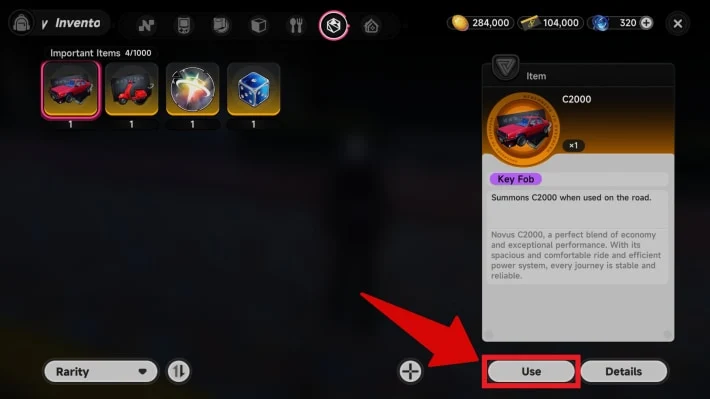 y Invento
284,000
104,000
320
Important Items 4/1000
1
1
1
1
Item
C2000
×1
Key Fob
Summons C2000 when used on the road.
Novus C2000, a perfect blend of economy
and exceptional performance. With its
spacious and comfortable ride and efficient
power system, every journey is stable and
reliable.
Rarity
Use
Details